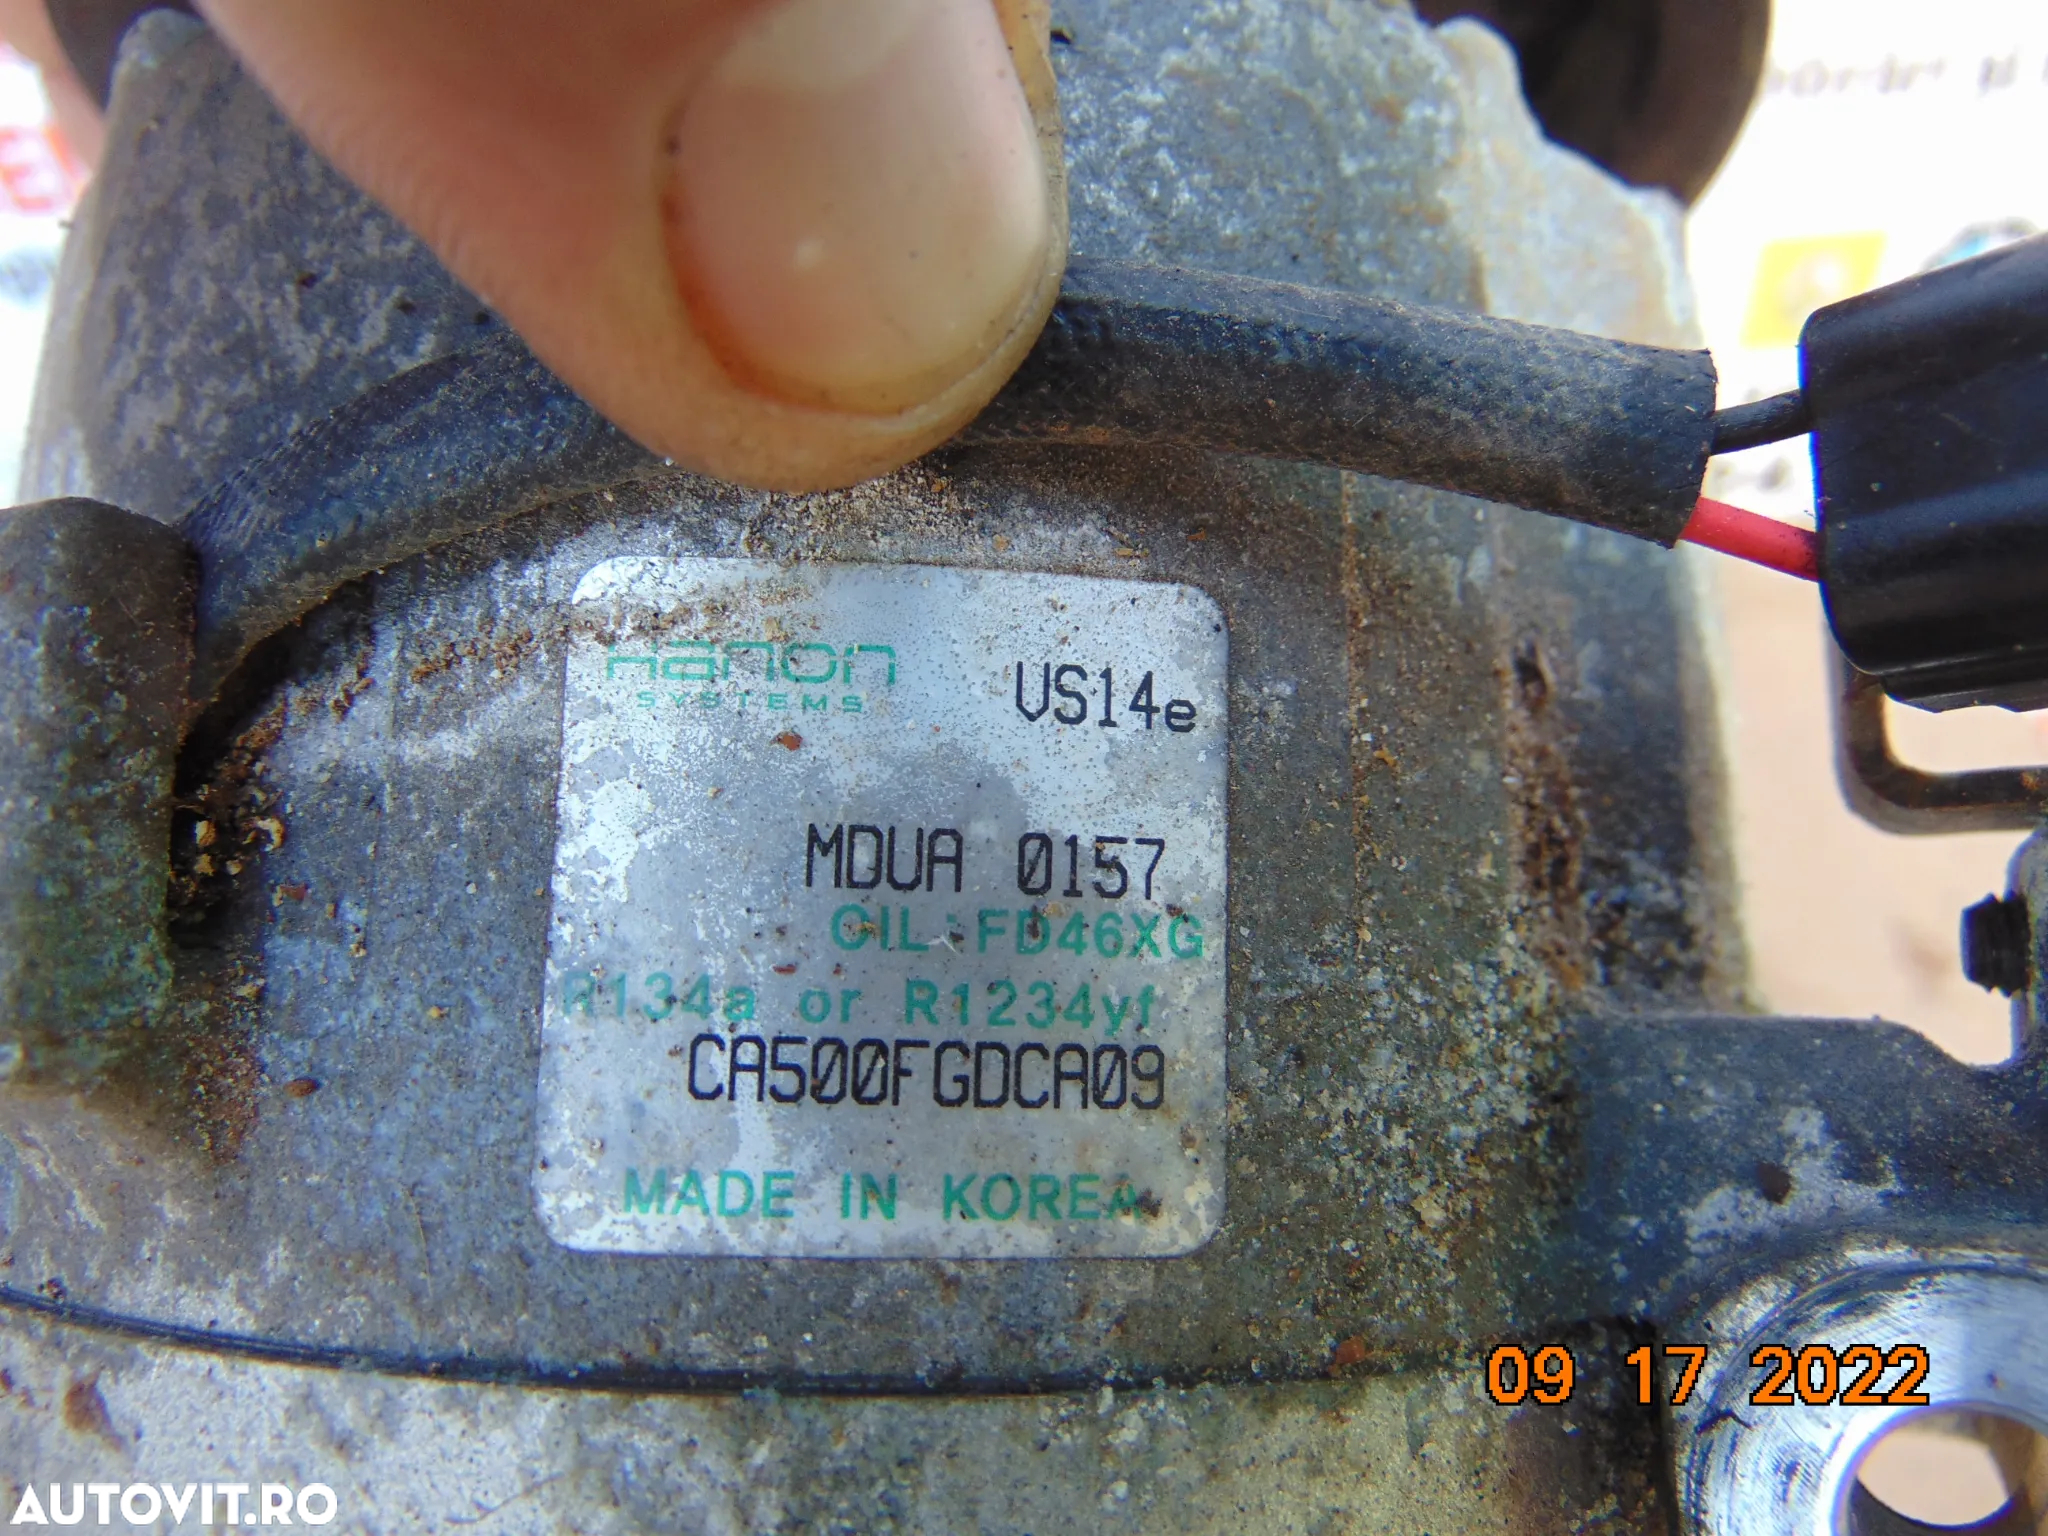 Hanon
SYSTEMS
VS14e
MDUA 0157
OIL:FD46XG
R134a or R1234yf
CA500FGDCA09
MADE IN KOREA
09 17 2022
AUTOVIT.RO